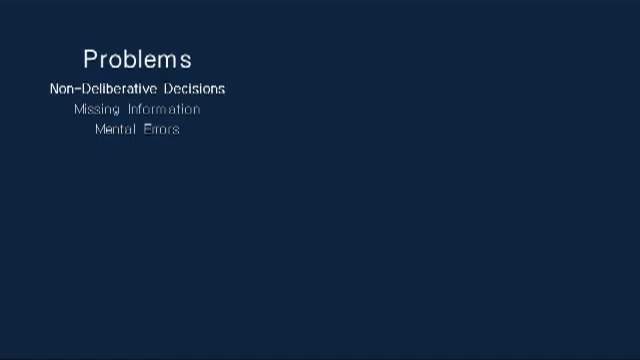 Problems
Non-Deliberative Decisions
Missing Information
Mental Errors